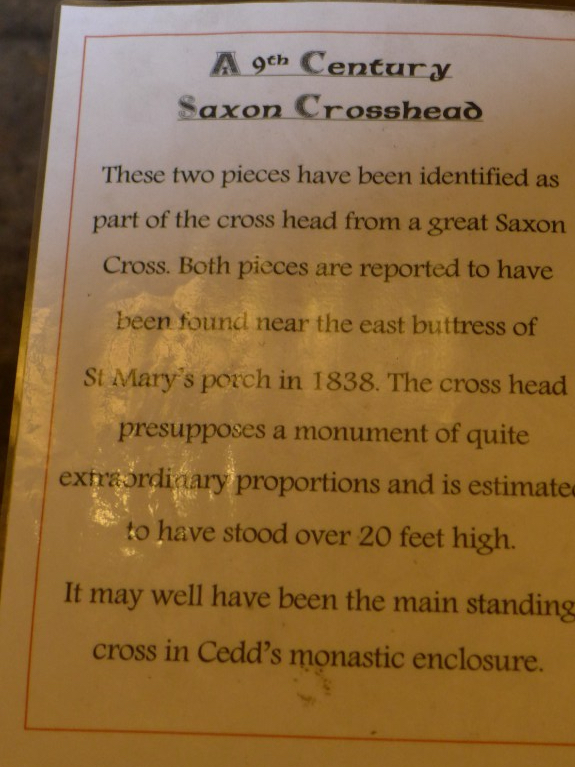 A 9th Century
Saxon Crosshead
These two pieces have been identified as
part of the cross head from a great Saxon
Cross. Both pieces are reported to have
been found near the east buttress of
St Mary's porch in 1838. The cross head
presupposes a monument of quite
extraordinary proportions and is estimated
to have stood over 20 feet high.
It may well have been the main standing
cross in Cedd's monastic enclosure.